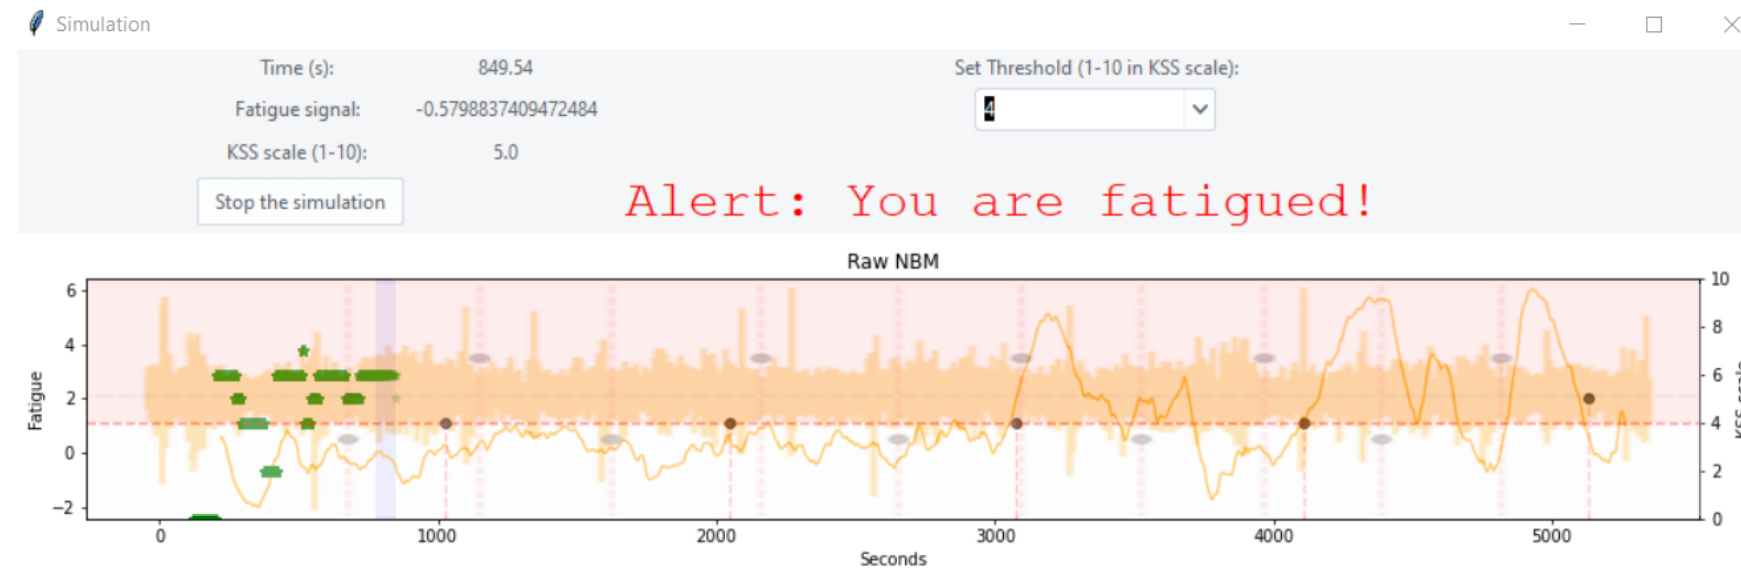 Simulation
Time (s): 849.54 Set Threshold (1-10 in KSS scale):
Fatigue signal: -0.5798837409472484 4
KSS scale (1-10): 5.0
Stop the simulation Alert: You are fatigued!
Raw NBM
6 10
8
4 6
Fatigue 2 4 KSS scale
0 2
−2 0
0 1000 2000 3000 4000 5000
Seconds